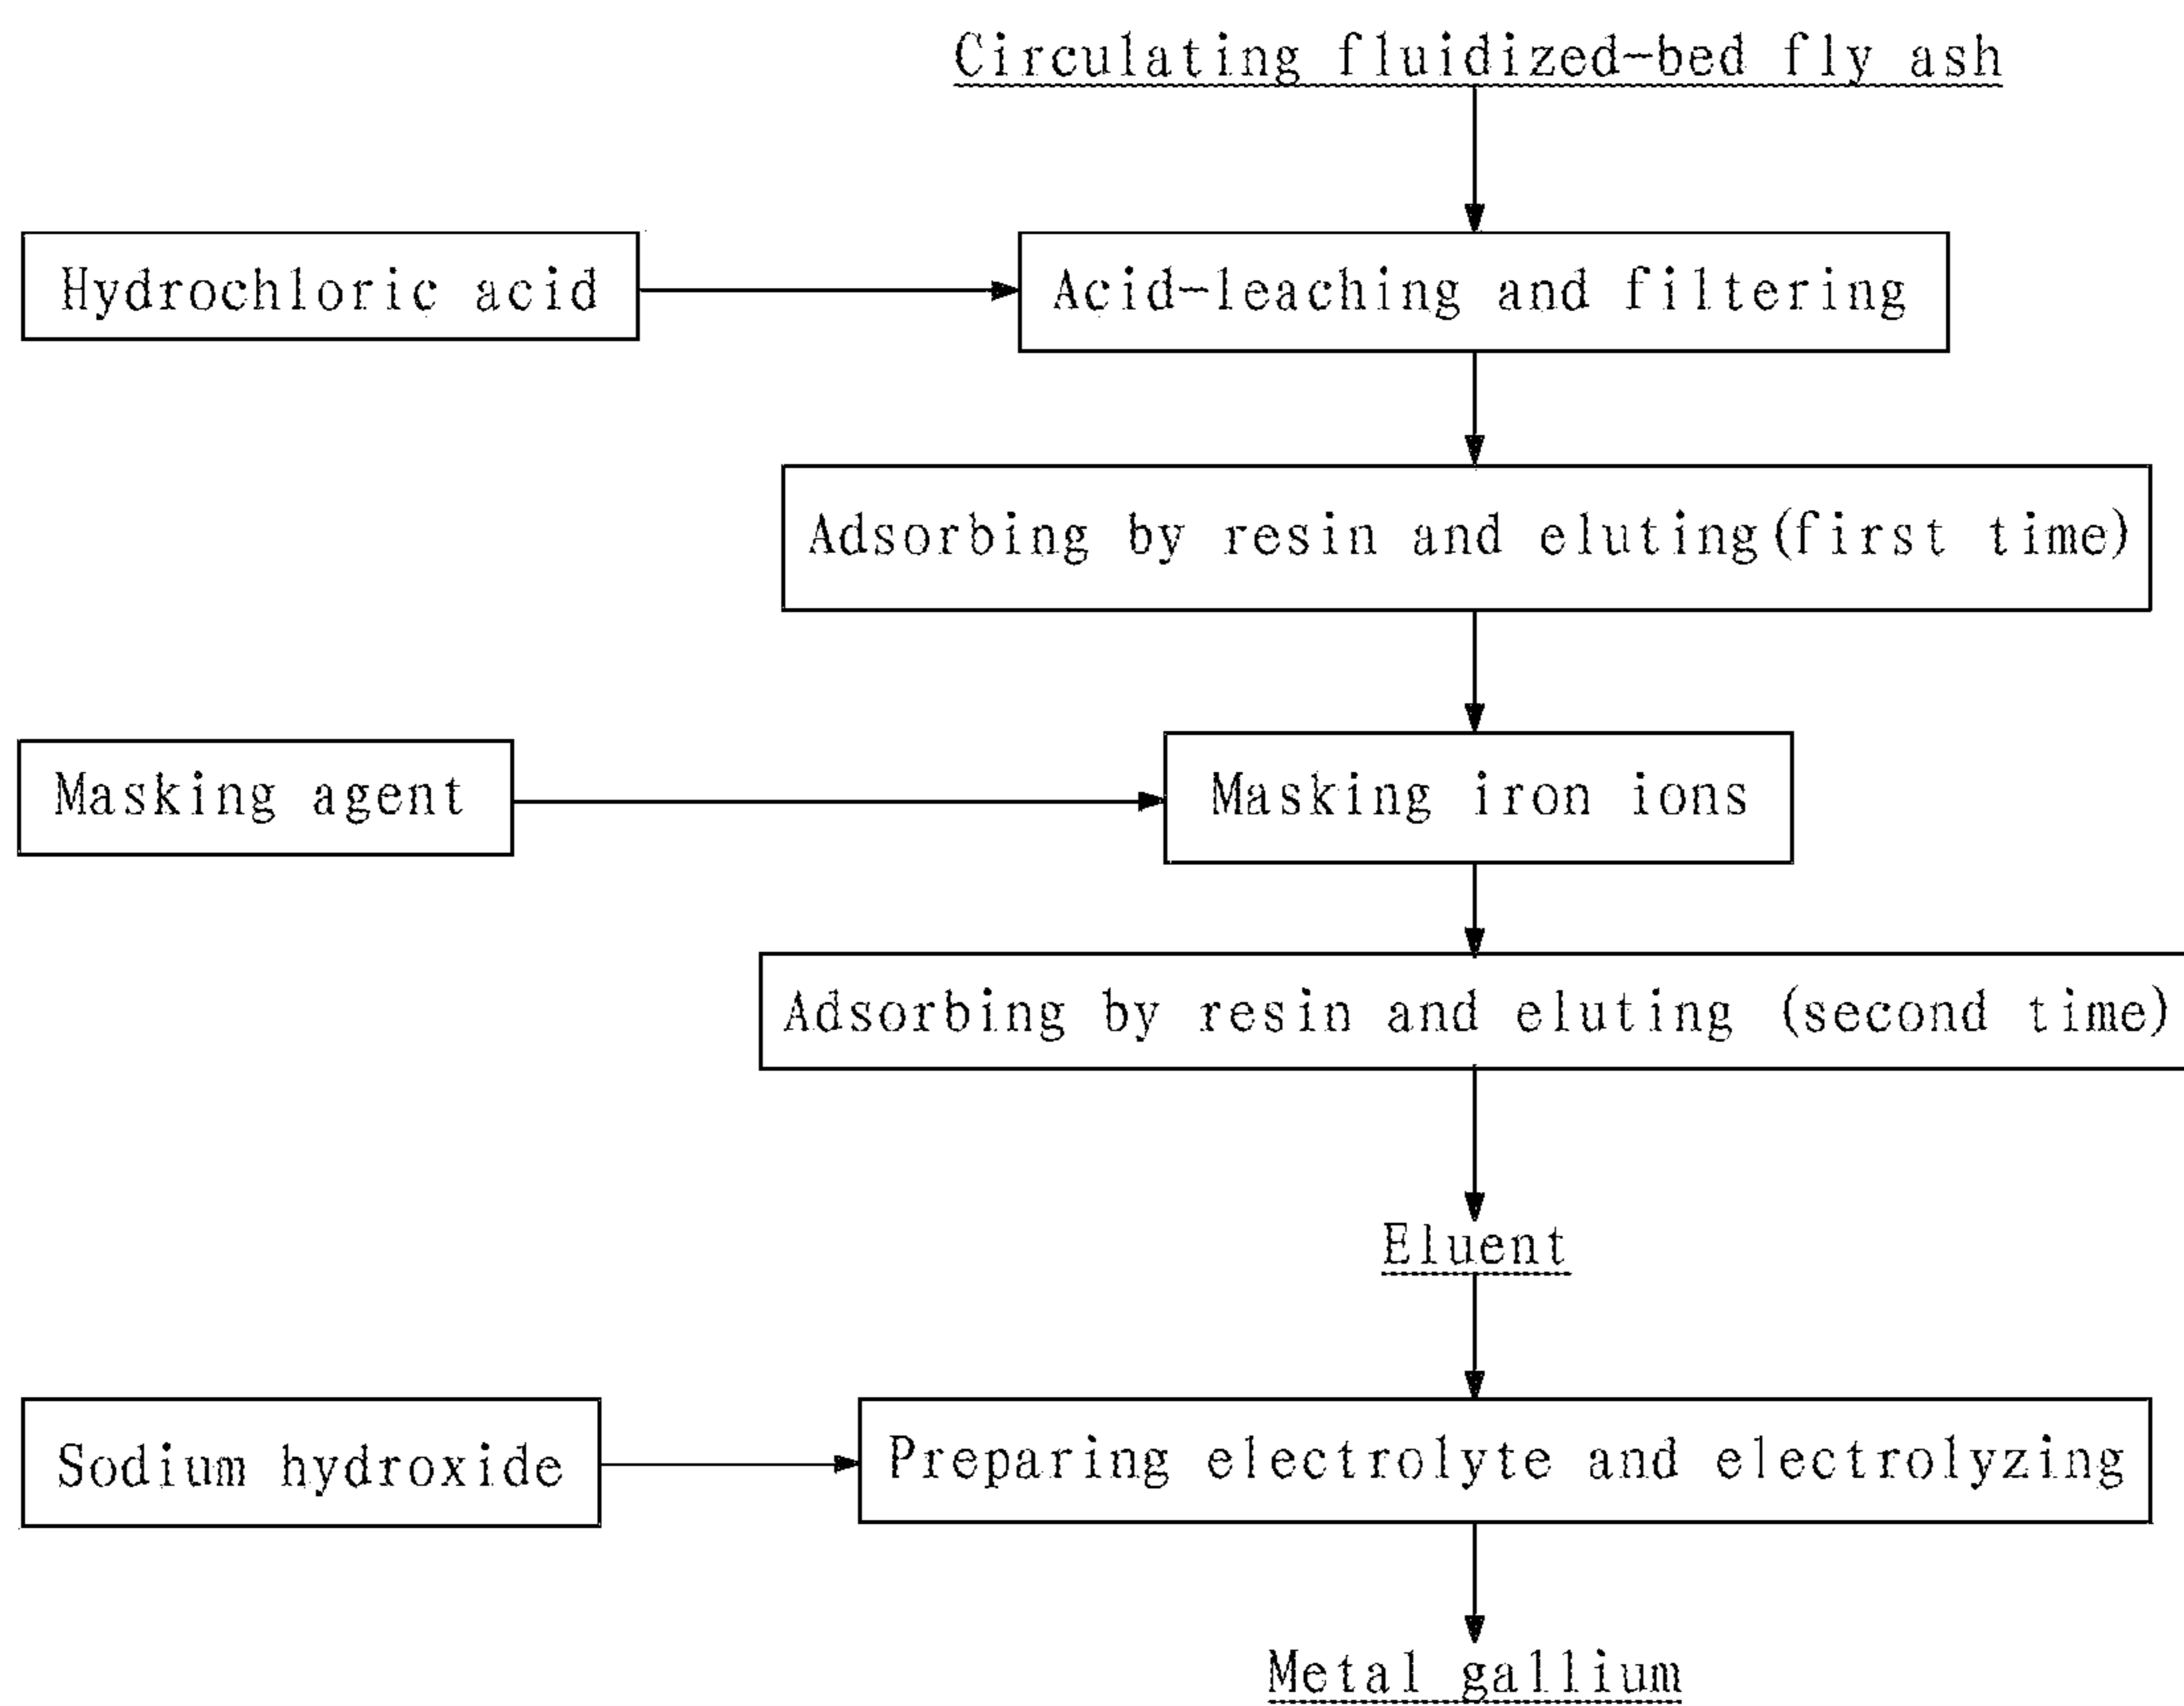 Circulating fluidized-bed fly ash
Hydrochloric acid
Acid-leaching and filtering
Adsorbing by resin and eluting(first time)
Masking agent
Masking iron ions
Adsorbing by resin and eluting (second time)
Eluent
Sodium hydroxide
Preparing electrolyte and electrolyzing
Metal gallium